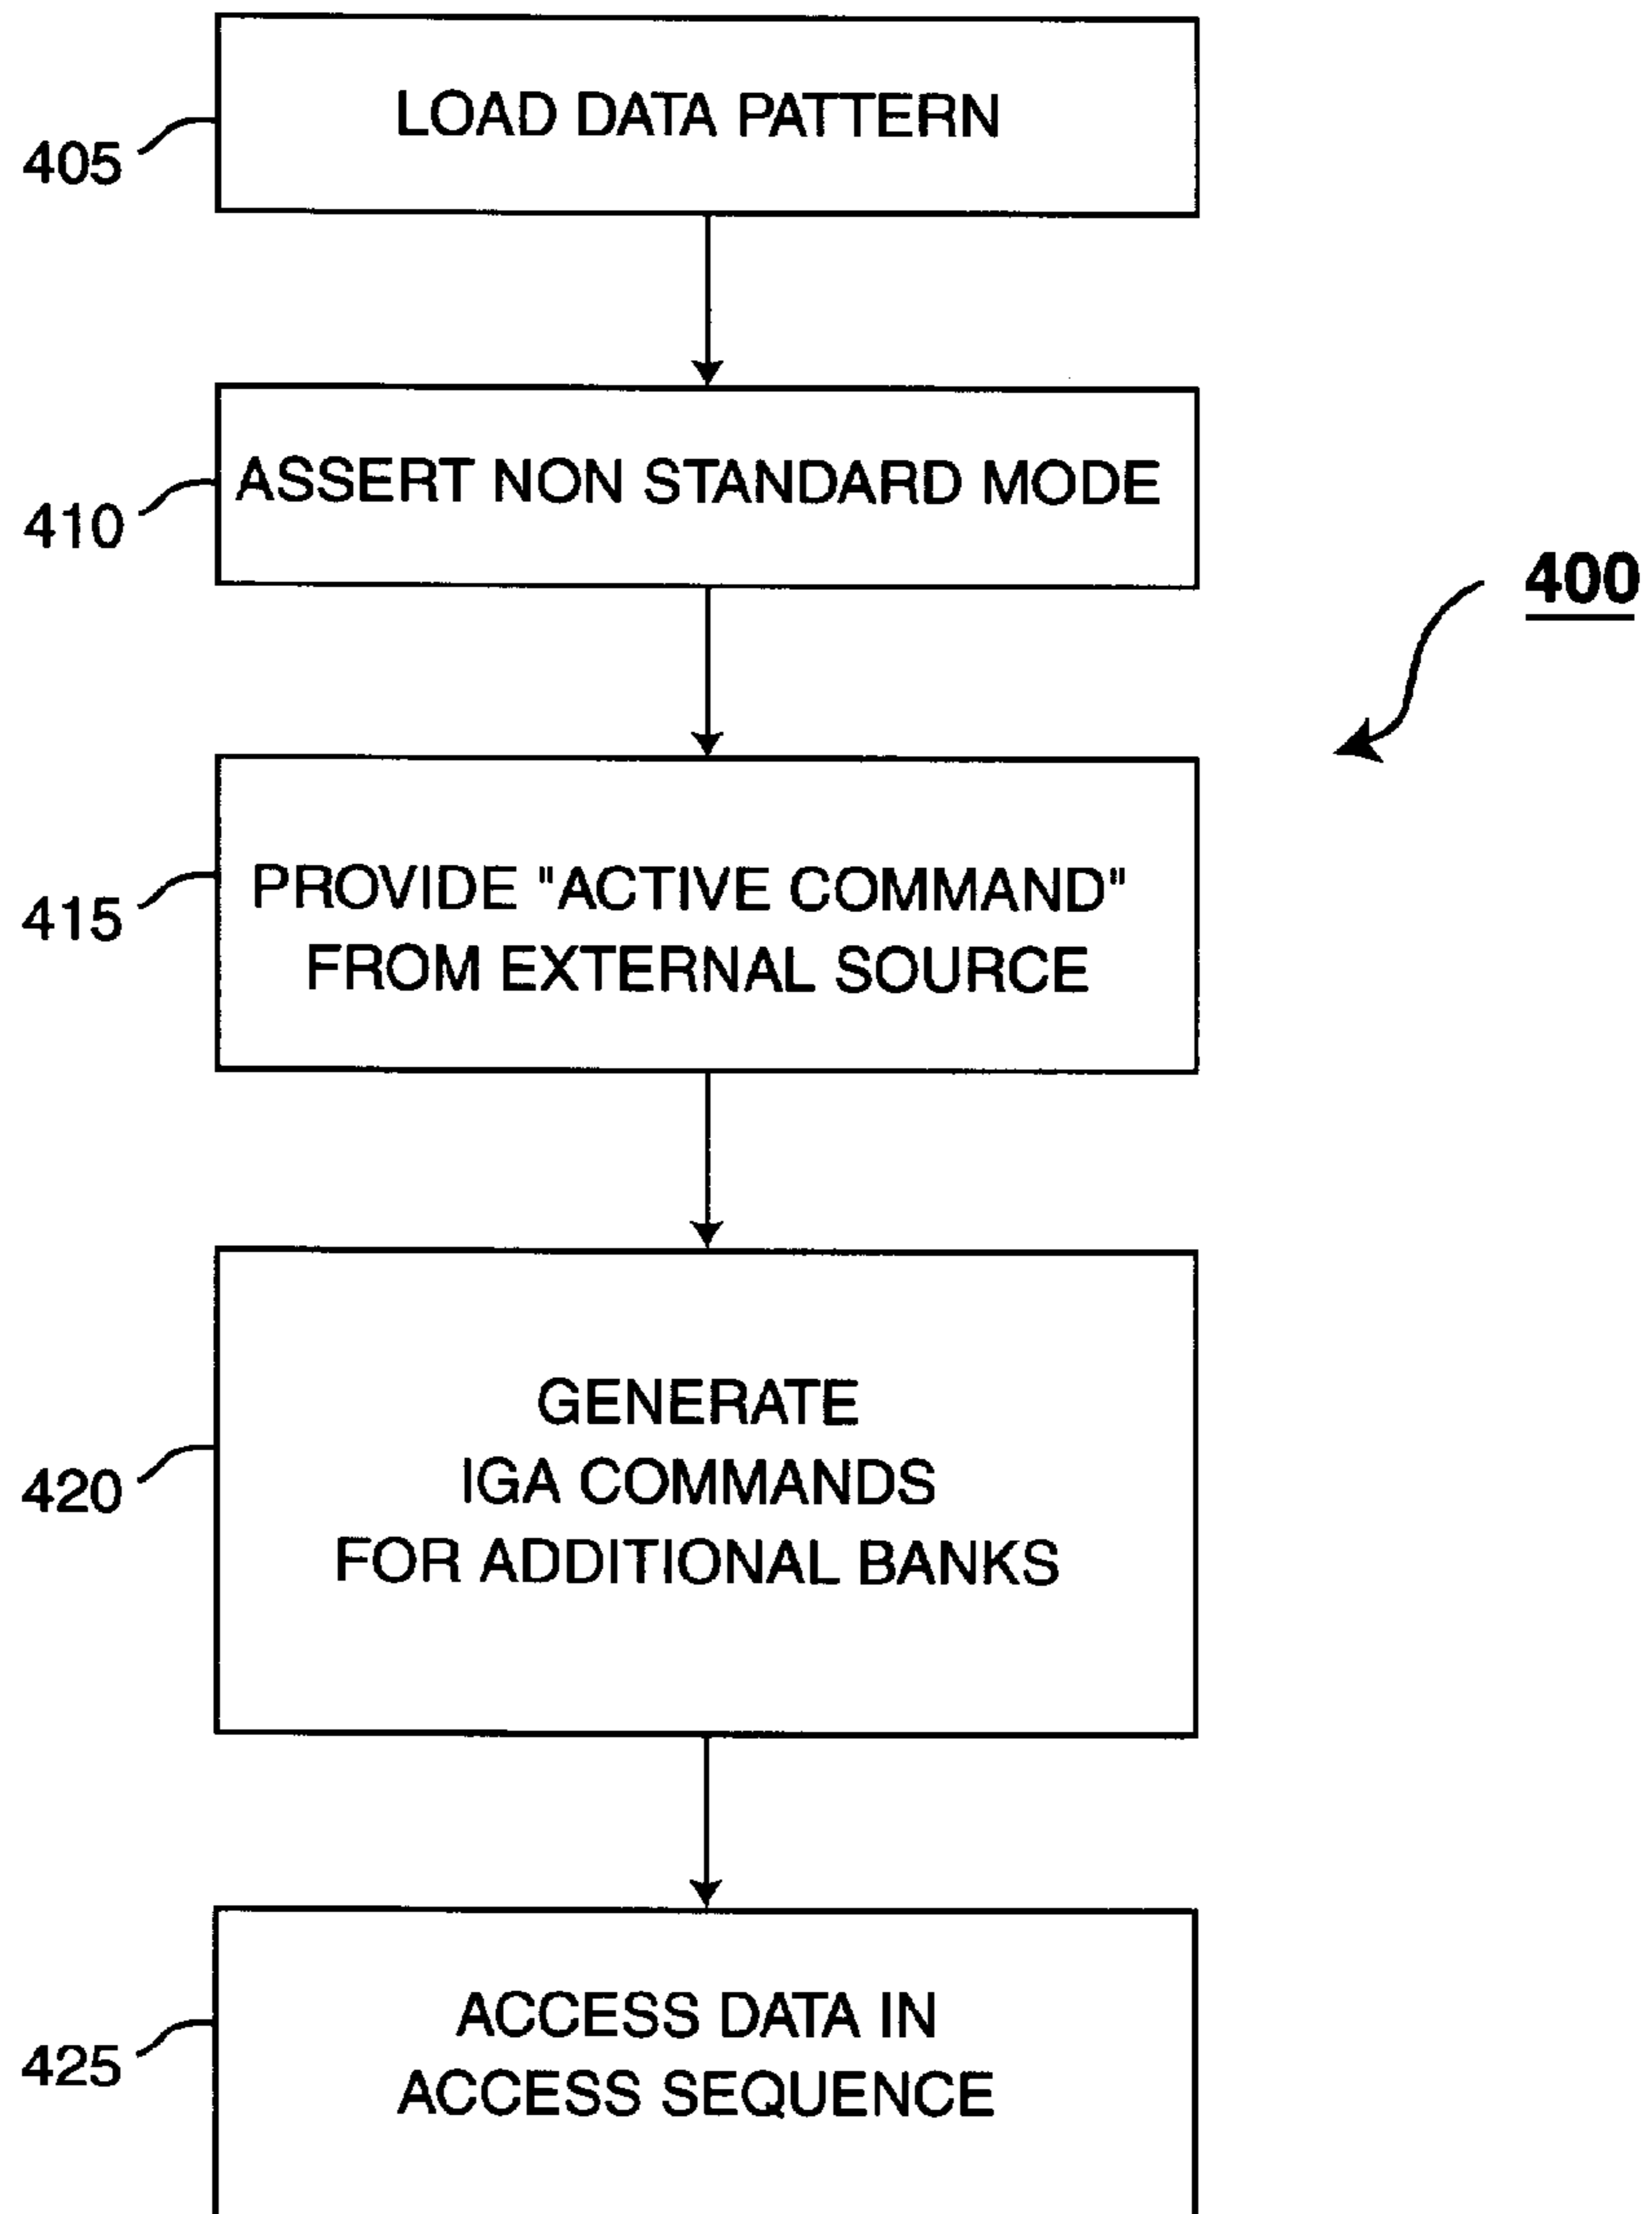 LOAD DATA PATTERN
405
ASSERT NON STANDARD MODE
410
400
PROVIDE "ACTIVE COMMAND"
FROM EXTERNAL SOURCE
415
GENERATE
IGA COMMANDS
FOR ADDITIONAL BANKS
420
ACCESS DATA IN
ACCESS SEQUENCE
425